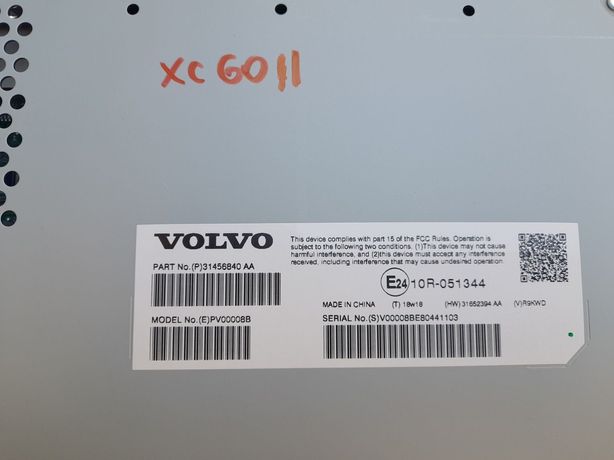 XC60 II
VOLVO
This device complies with part 15 of the FCC Rules. Operation is
subject to the following two conditions. (1)This device may not cause
harmful interference, and (2)this device must accept any interference
received, including interference that may cause undesired operation
PART No.(P)31456840 AA
E24 10R-051344
MADE IN CHINA (T) 18w18 (HW) 31652394 AA (V)R9KWD
MODEL No.(E)PV00008B
SERIAL No.(S)V00008BE80441103